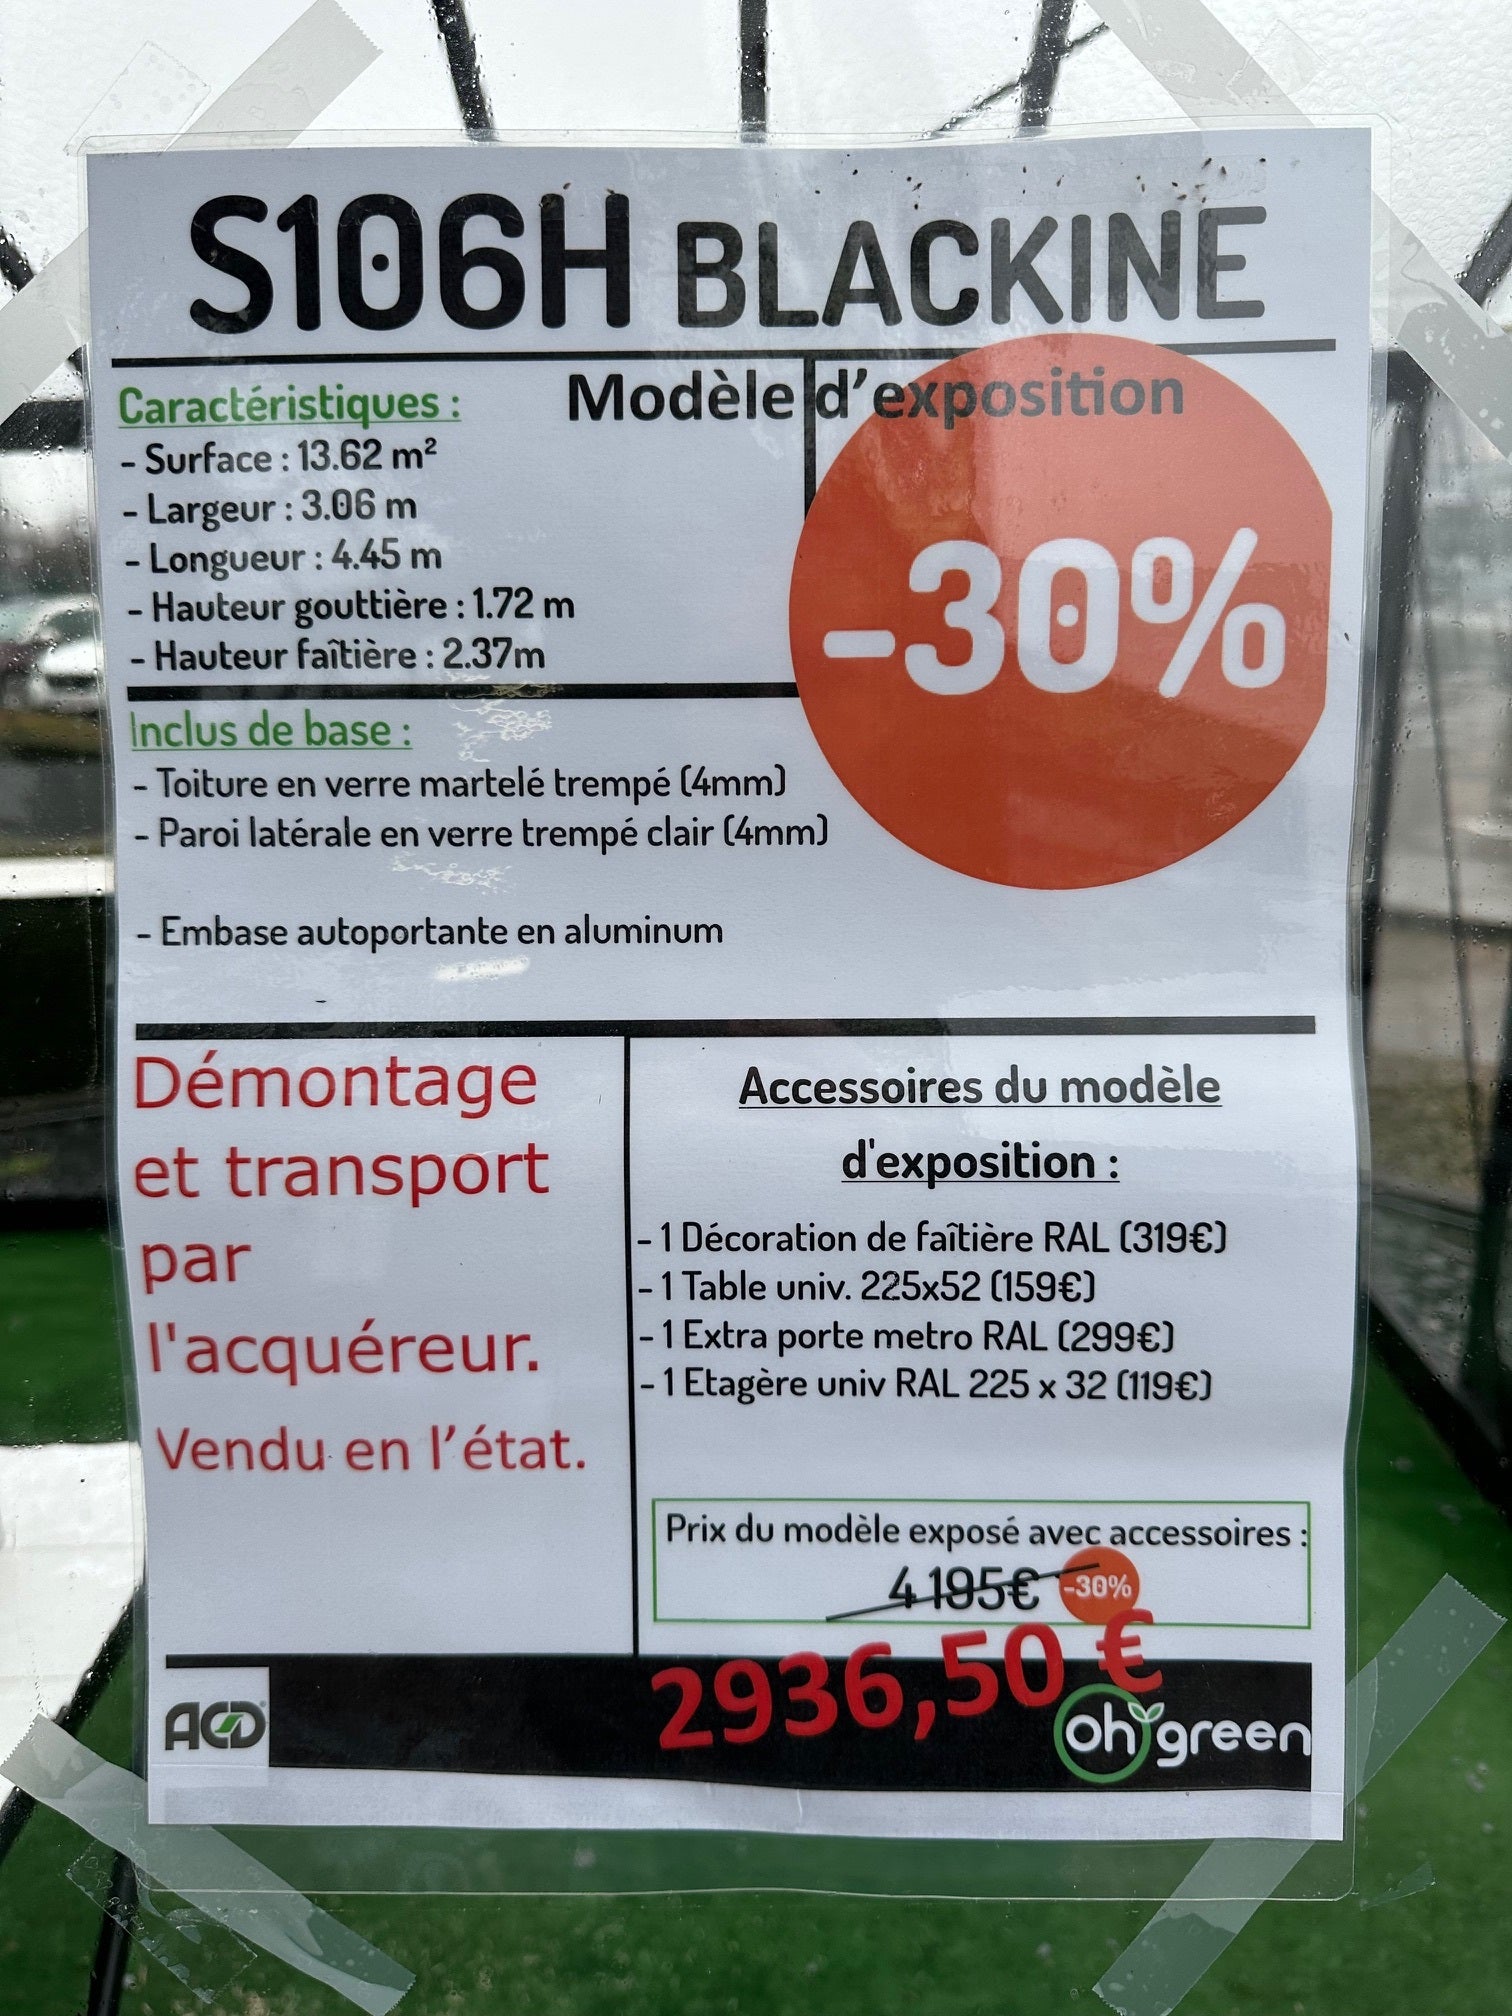 S106H BLACKINE
Caractéristiques :
Modèle d’exposition
- Surface : 13.62 m²
- Largeur : 3.06 m
- Longueur : 4.45 m
- Hauteur gouttière : 1.72 m
- Hauteur faîtière : 2.37m
-30%
Inclus de base :
- Toiture en verre martelé trempé (4mm)
- Paroi latérale en verre trempé clair (4mm)
- Embase autoportante en aluminum
-
Démontage
et transport
par
l'acquéreur.
Vendu en l’état.
Accessoires du modèle
d'exposition :
- 1 Décoration de faîtière RAL (319€)
- 1 Table univ. 225x52 (159€)
- 1 Extra porte metro RAL (299€)
- 1 Etagère univ RAL 225 x 32 (119€)
Prix du modèle exposé avec accessoires :
4 195€ -30%
2936,50 €
ACD
oh'green